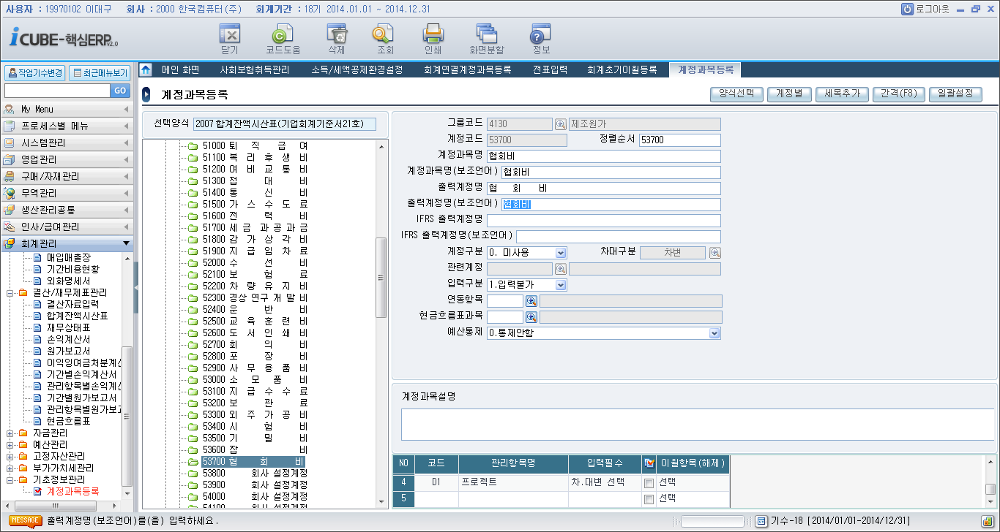 사용자 : 19970102 이대구 회사 : 2000 한국컴퓨터(주) 회계기간 : 18기 2014.01.01 ~ 2014.12.31 로그아웃
iCUBE-핵심ERP v2.0
닫기 코드도움 삭제 조회 인쇄 화면분할 정보
작업기수변경 최근메뉴보기
GO
My Menu
프로세스별 메뉴
시스템관리
영업관리
구매/자재관리
무역관리
생산관리공통
인사/급여관리
회계관리
매입매출장
기간비용현황
외화명세서
결산/재무제표관리
결산자료입력
합계잔액시산표
재무상태표
손익계산서
원가보고서
이익잉여금처분계산
기간별손익계산서
관리항목별손익계산
기간별원가보고서
관리항목별원가보고
현금흐름표
자금관리
예산관리
고정자산관리
부가가치세관리
기초정보관리
계정과목등록
메인 화면 사회보험취득관리 소득/세액공제환경설정 회계연결계정과목등록 전표입력 회계초기이월등록 계정과목등록
계정과목등록
양식선택 계정별 세목추가 간격(F8) 일괄설정
선택양식 2007 합계잔액시산표(기업회계기준서21호)
51000 퇴 직 급 여
51100 복 리 후 생 비
51200 여 비 교 통 비
51300 접 대 비
51400 통 신 비
51500 가 스 수 도 료
51600 전 력 비
51700 세 금 과 공 과 금
51800 감 가 상 각 비
51900 지 급 임 차 료
52000 수 선 비
52100 보 험 료
52200 차 량 유 지 비
52300 경상 연구 개 발 비
52400 운 반 비
52500 교 육 훈 련 비
52600 도 서 인 쇄 비
52700 회 의 비
52800 포 장 비
52900 사 무 용 품 비
53000 소 모 품 비
53100 지 급 수 수 료
53200 보 관 료
53300 외 주 가 공 비
53400 시 험 비
53500 기 밀 비
53600 잡 비
53700 협 회 비
53800 회사 설정계정
53900 회사 설정계정
54000 회사 설정계정
54100 회사 설정계정
그룹코드 4130 제조원가
계정코드 53700 정렬순서 53700
계정과목명 협회비
계정과목명(보조언어) 협회비
출력계정명 협 회 비
출력계정명(보조언어) 협회비
IFRS 출력계정명
IFRS 출력계정명(보조언어)
계정구분 0. 미사용 차대구분 차변
관련계정
입력구분 1.입력불가
연동항목
현금흐름표과목
예산통제 0.통제안함
계정과목설명
NO 코드 관리항목명 입력필수 이월항목(해제)
4 D1 프로젝트 차.대변 선택 선택
5 선택
MESSAGE 출력계정명(보조언어)를(을) 입력하세요. 기수-18 [2014/01/01-2014/12/31]